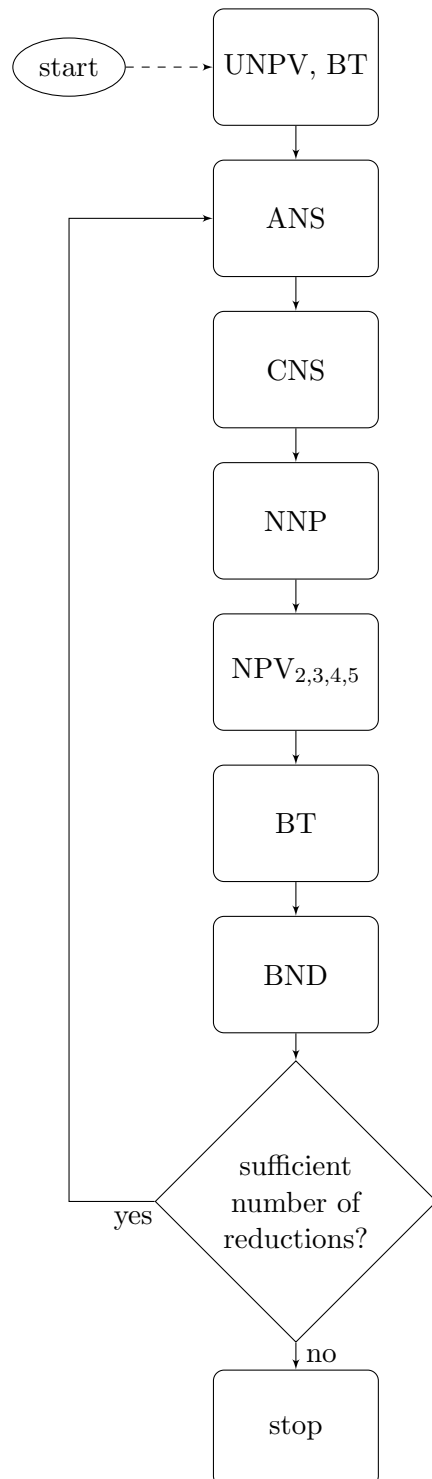 start
UNPV, BT
ANS
CNS
NNP
NPV₂,₃,₄,₅
BT
BND
sufficient
number of
reductions?
yes
no
stop